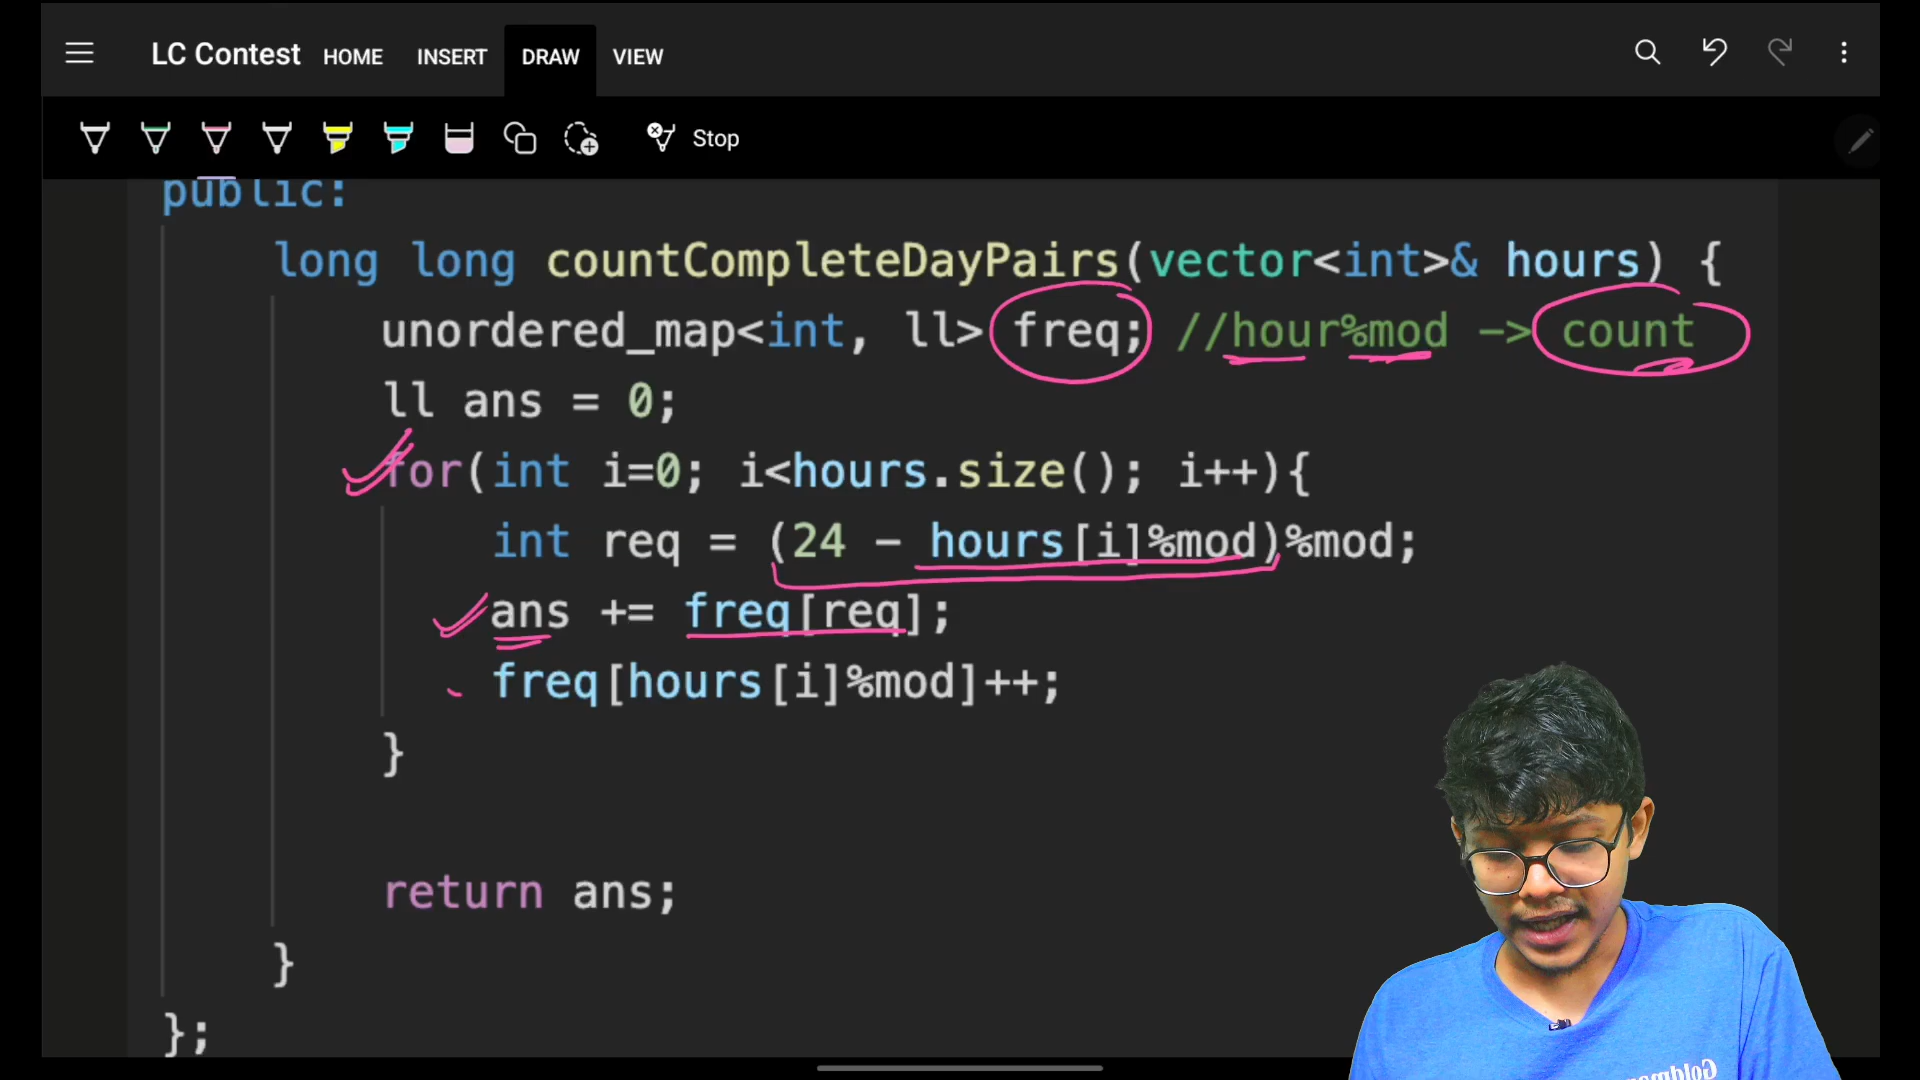 LC Contest HOME INSERT DRAW VIEW
Stop
public:
long long countCompleteDayPairs(vector<int>& hours) {
unordered_map<int, ll> freq; //hour%mod -> count
ll ans = 0;
for(int i=0; i<hours.size(); i++){
int req = (24 - hours[i]%mod)%mod;
ans += freq[req];
freq[hours[i]%mod]++;
}
return ans;
}
};